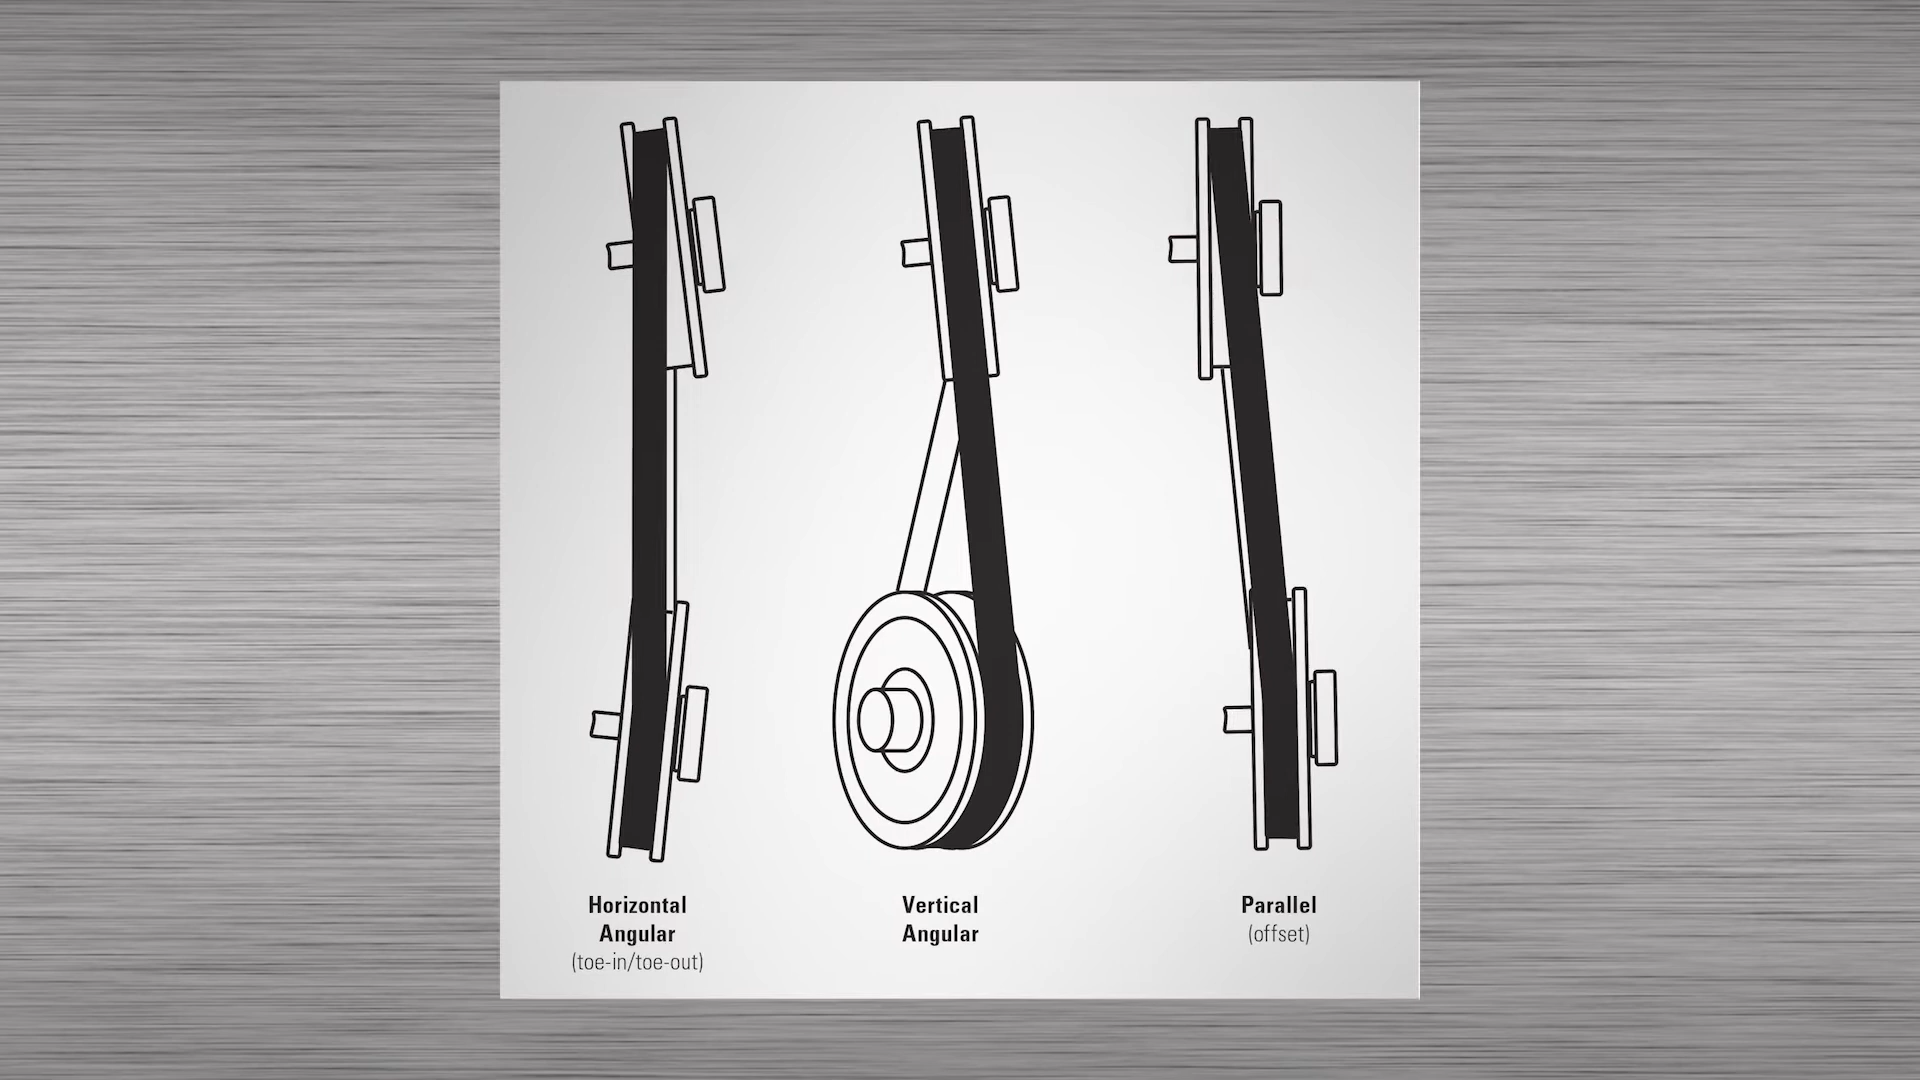 Horizontal
Angular
(toe-in/toe-out)
Vertical
Angular
Parallel
(offset)